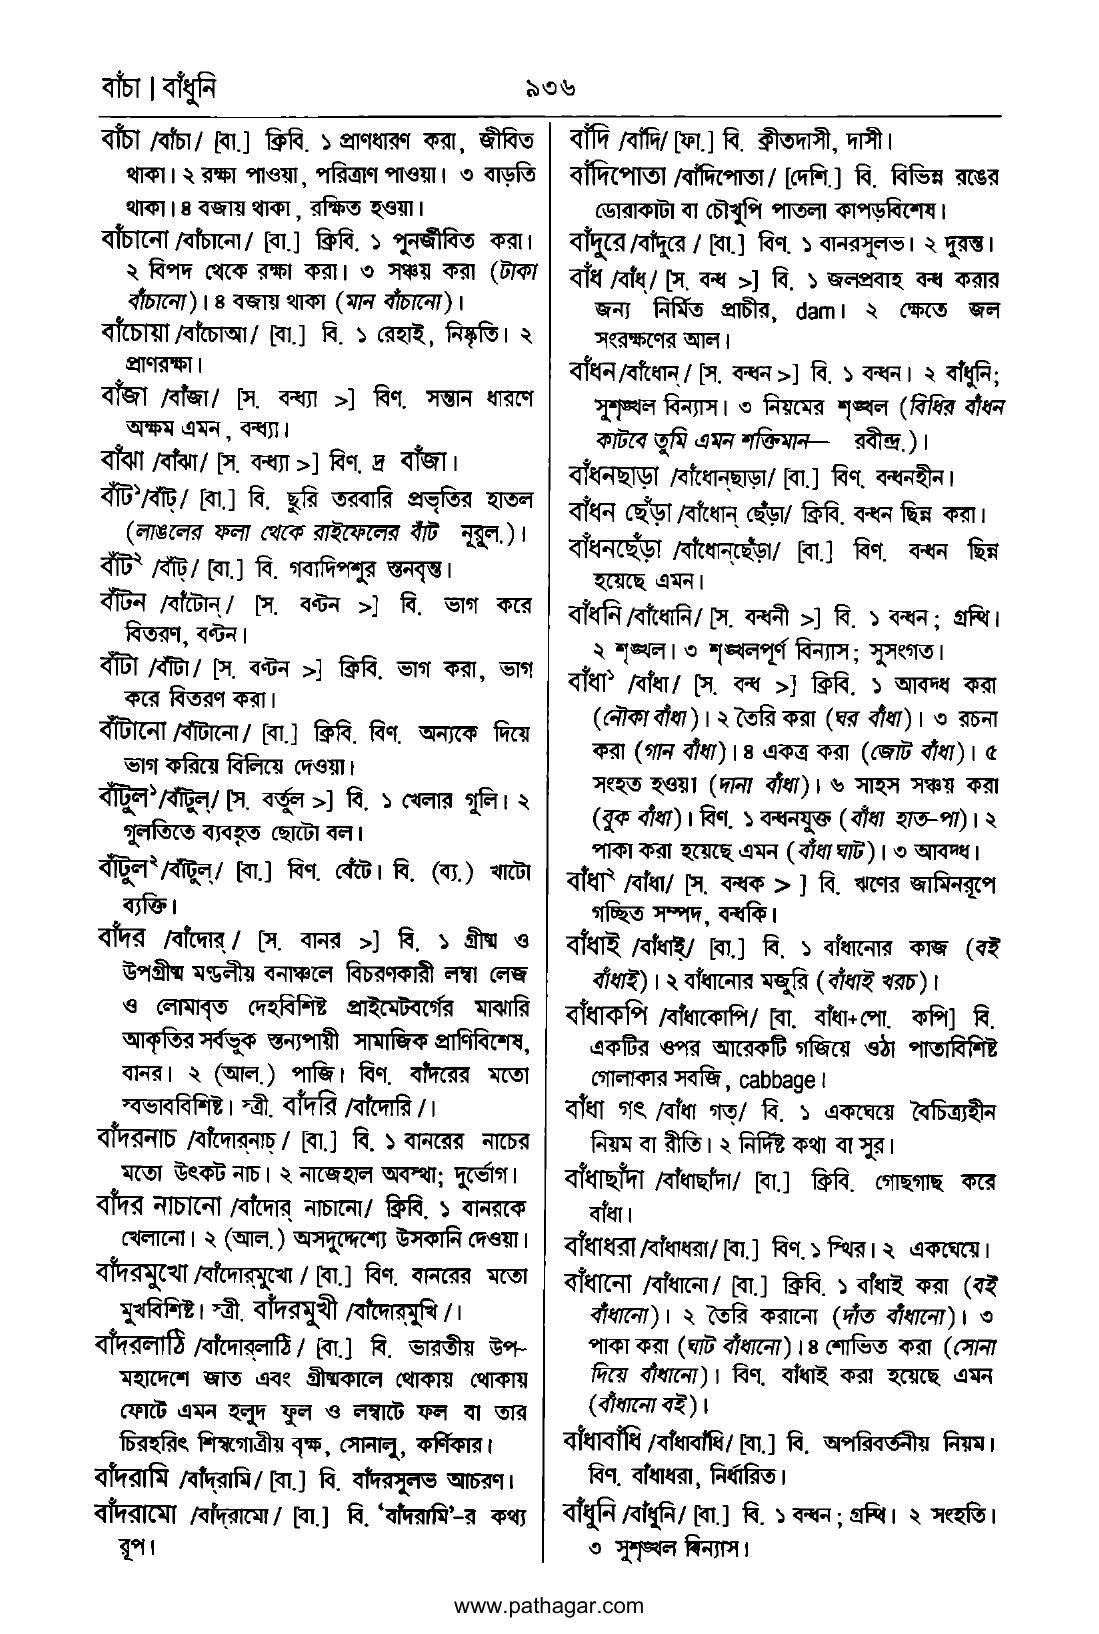 বাঁচা | বাঁধুনি
৯৩৬
বাঁচা /বাঁচা/ [বা.] ক্রিবি. ১ প্রাণধারণ করা, জীবিত
থাকা। ২ রক্ষা পাওয়া, পরিত্রাণ পাওয়া। ৩ বাড়তি
থাকা। ৪ বজায় থাকা, রক্ষিত হওয়া।
বাঁচানো /বাঁচানো/ [বা.] ক্রিবি. ১ পুনর্জীবিত করা।
২ বিপদ থেকে রক্ষা করা। ৩ সঞ্চয় করা (টাকা
বাঁচানো)। ৪ বজায় থাকা (মান বাঁচানো)।
বাঁচোয়া /বাঁচোআ/ [বা.] বি. ১ রেহাই, নিষ্কৃতি। ২
প্রাণরক্ষা।
বাঁজা /বাঁজা/ [স. বন্ধ্যা >] বিণ. সন্তান ধারণে
অক্ষম এমন, বন্ধ্যা।
বাঁঝা /বাঁঝা/ [স. বন্ধ্যা >] বিণ. দ্র বাঁজা।
বাঁট১/বাঁট্/ [বা.] বি. ছুরি তরবারি প্রভৃতির হাতল
(লাঙলের ফলা থেকে রাইফেলের বাঁট নূরুল.)।
বাঁট২ /বাঁট্/ [বা.] বি. গবাদিপশুর স্তনবৃন্ত।
বাঁটন /বাঁটোন্/ [স. বণ্টন >] বি. ভাগ করে
বিতরণ, বণ্টন।
বাঁটা /বাঁটা/ [স. বণ্টন >] ক্রিবি. ভাগ করা, ভাগ
করে বিতরণ করা।
বাঁটানো /বাঁটানো/ [বা.] ক্রিবি. বিণ. অন্যকে দিয়ে
ভাগ করিয়ে বিলিয়ে দেওয়া।
বাঁটুল১/বাঁটুল্/ [স. বর্তুল >] বি. ১ খেলার গুলি। ২
গুলতিতে ব্যবহৃত ছোটো বল।
বাঁটুল২ /বাঁটুল্/ [বা.] বিণ. বেঁটে। বি. (ব্য.) খাটো
ব্যক্তি।
বাঁদর /বাঁদোর্/ [স. বানর >] বি. ১ গ্রীষ্ম ও
উপগ্রীষ্ম মণ্ডলীয় বনাঞ্চলে বিচরণকারী লম্বা লেজ
ও লোমাবৃত দেহবিশিষ্ট প্রাইমেটবর্গের মাঝারি
আকৃতির সর্বভুক স্তন্যপায়ী সামাজিক প্রাণিবিশেষ,
বানর। ২ (আল.) পাজি। বিণ. বাঁদরের মতো
স্বভাববিশিষ্ট। স্ত্রী. বাঁদরি /বাঁদোরি/।
বাঁদরনাচ /বাঁদোর্‌নাচ্/ [বা.] বি. ১ বানরের নাচের
মতো উৎকট নাচ। ২ নাজেহাল অবস্থা; দুর্ভোগ।
বাঁদর নাচানো /বাঁদোর্ নাচানো/ ক্রিবি. ১ বানরকে
খেলানো। ২ (আল.) অসদুদ্দেশ্যে উসকানি দেওয়া।
বাঁদরমুখো /বাঁদোর্‌মুখো/ [বা.] বিণ. বানরের মতো
মুখবিশিষ্ট। স্ত্রী. বাঁদরমুখী /বাঁদোর্‌মুখি/।
বাঁদরলাঠি /বাঁদোর্‌লাঠি/ [বা.] বি. ভারতীয় উপ-
মহাদেশে জাত এবং গ্রীষ্মকালে থোকায় থোকায়
ফোটে এমন হলুদ ফুল ও লম্বাটে ফল বা তার
চিরহরিৎ শিম্বগোত্রীয় বৃক্ষ, সোনালু, কর্ণিকার।
বাঁদরামি /বাঁদ্‌রামি/ [বা.] বি. বাঁদরসুলভ আচরণ।
বাঁদরামো /বাঁদ্‌রামো/ [বা.] বি. ‘বাঁদরামি’-র কথ্য
রূপ।
বাঁদি /বাঁদি/ [ফা.] বি. ক্রীতদাসী, দাসী।
বাঁদিপোতা /বাঁদিপোতা/ [দেশি.] বি. বিভিন্ন রঙের
ডোরাকাটা বা চৌখুপি পাতলা কাপড়বিশেষ।
বাঁদুরে /বাঁদুরে/ [বা.] বিণ. ১ বানরসুলভ। ২ দুরন্ত।
বাঁধ /বাঁধ্/ [স. বন্ধ >] বি. ১ জলপ্রবাহ বন্ধ করার
জন্য নির্মিত প্রাচীর, dam। ২ ক্ষেতে জল
সংরক্ষণের আল।
বাঁধন/বাঁধোন্/ [স. বন্ধন >] বি. ১ বন্ধন। ২ বাঁধুনি;
সুশৃঙ্খল বিন্যাস। ৩ নিয়মের শৃঙ্খল (বিধির বাঁধন
কাটবে তুমি এমন শক্তিমান— রবীন্দ্র.)।
বাঁধনছাড়া /বাঁধোন্‌ছাড়া/ [বা.] বিণ. বন্ধনহীন।
বাঁধন ছেঁড়া /বাঁধোন্ ছেঁড়া/ ক্রিবি. বন্ধন ছিন্ন করা।
বাঁধনছেঁড়া /বাঁধোন্‌ছেঁড়া/ [বা.] বিণ. বন্ধন ছিন্ন
হয়েছে এমন।
বাঁধনি /বাঁধোনি/ [স. বন্ধনী >] বি. ১ বন্ধন; গ্রন্থি।
২ শৃঙ্খল। ৩ শৃঙ্খলপূর্ণ বিন্যাস; সুসংগত।
বাঁধা১ /বাঁধা/ [স. বন্ধ >] ক্রিবি. ১ আবদ্ধ করা
(নৌকা বাঁধা)। ২ তৈরি করা (ঘর বাঁধা)। ৩ রচনা
করা (গান বাঁধা)। ৪ একত্র করা (জোট বাঁধা)। ৫
সংহত হওয়া (দানা বাঁধা)। ৬ সাহস সঞ্চয় করা
(বুক বাঁধা)। বিণ. ১ বন্ধনযুক্ত (বাঁধা হাত-পা)। ২
পাকা করা হয়েছে এমন (বাঁধা ঘাট)। ৩ আবদ্ধ।
বাঁধা২ /বাঁধা/ [স. বন্ধক > ] বি. ঋণের জামিনরূপে
গচ্ছিত সম্পদ, বন্ধকি।
বাঁধাই /বাঁধাই্/ [বা.] বি. ১ বাঁধানোর কাজ (বই
বাঁধাই)। ২ বাঁধানোর মজুরি (বাঁধাই খরচ)।
বাঁধাকপি /বাঁধাকোপি/ [বা. বাঁধা+পো. কপি] বি.
একটির ওপর আরেকটি গজিয়ে ওঠা পাতাবিশিষ্ট
গোলাকার সবজি, cabbage।
বাঁধা গৎ /বাঁধা গত্/ বি. ১ একঘেয়ে বৈচিত্র্যহীন
নিয়ম বা রীতি। ২ নির্দিষ্ট কথা বা সুর।
বাঁধাছাঁদা /বাঁধাছাঁদা/ [বা.] ক্রিবি. গোছগাছ করে
বাঁধা।
বাঁধাধরা /বাঁধাধরা/ [বা.] বিণ. ১ স্থির। ২ একঘেয়ে।
বাঁধানো /বাঁধানো/ [বা.] ক্রিবি. ১ বাঁধাই করা (বই
বাঁধানো)। ২ তৈরি করানো (দাঁত বাঁধানো)। ৩
পাকা করা (ঘাট বাঁধানো)। ৪ শোভিত করা (সোনা
দিয়ে বাঁধানো)। বিণ. বাঁধাই করা হয়েছে এমন
(বাঁধানো বই)।
বাঁধাবাঁধি /বাঁধাবাঁধি/ [বা.] বি. অপরিবর্তনীয় নিয়ম।
বিণ. বাঁধাধরা, নির্ধারিত।
বাঁধুনি /বাঁধুনি/ [বা.] বি. ১ বন্ধন; গ্রন্থি। ২ সংহতি।
৩ সুশৃঙ্খল বিন্যাস।
www.pathagar.com